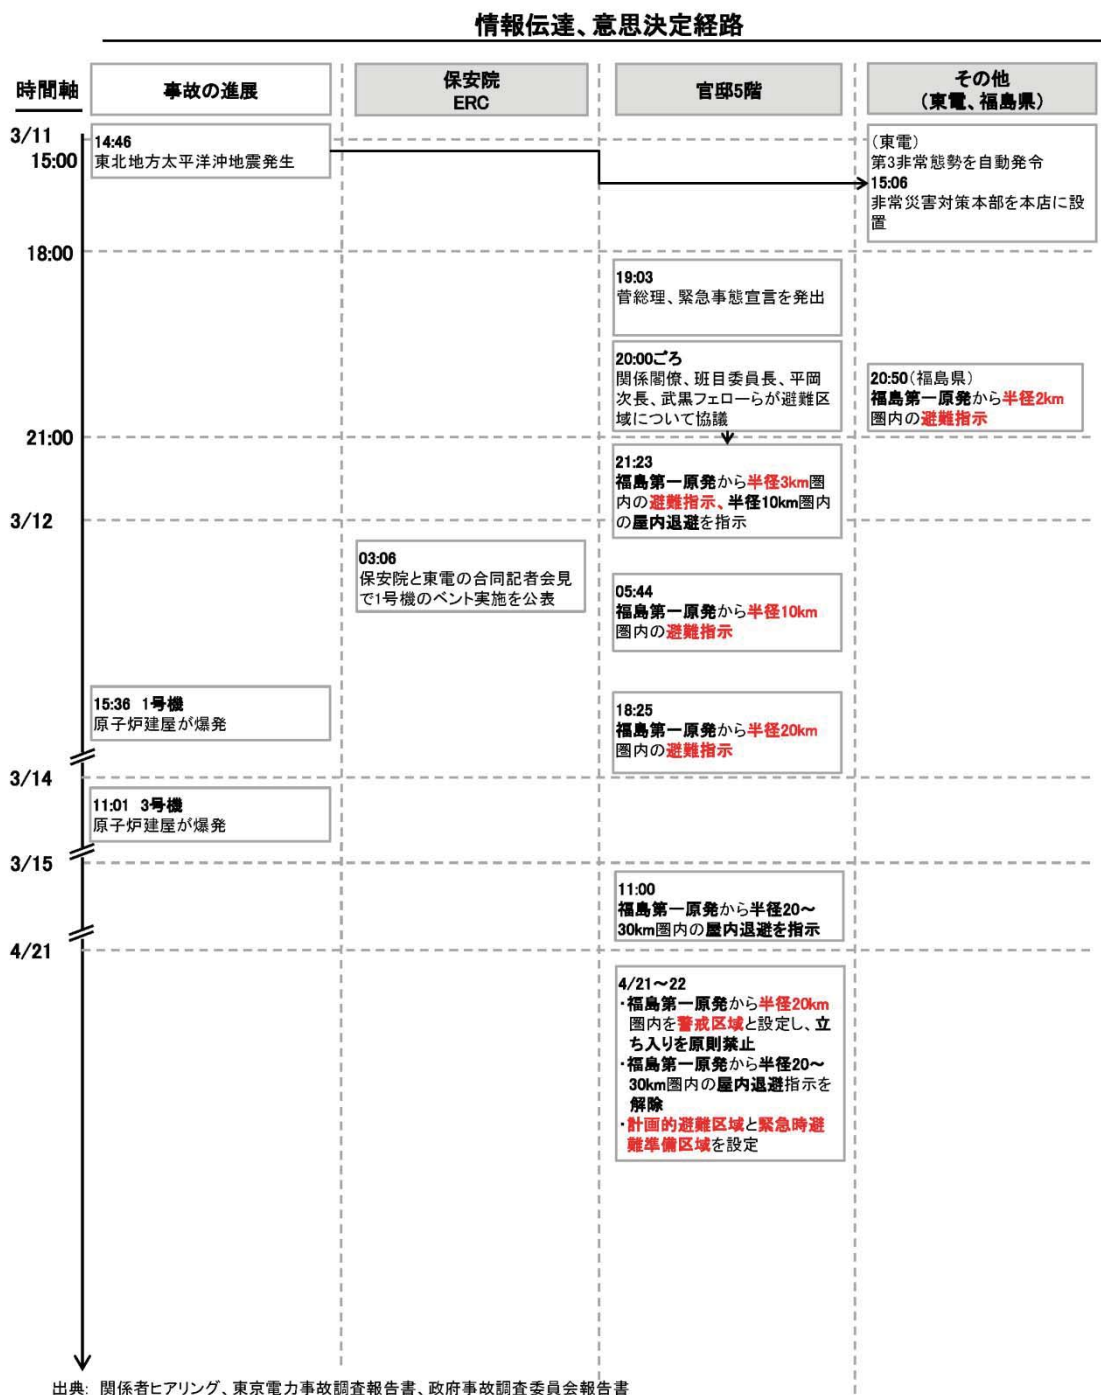 情報伝達、意思決定経路
時間軸
事故の進展
保安院
ERC
官邸5階
その他
(東電、福島県)
3/11
15:00
14:46
東北地方太平洋沖地震発生
(東電)
第3非常態勢を自動発令
15:06
非常災害対策本部を本店に設
置
18:00
19:03
菅総理、緊急事態宣言を発出
20:00ごろ
関係閣僚、班目委員長、平岡
次長、武黒フェローらが避難区
域について協議
20:50(福島県)
福島第一原発から半径2km
圏内の避難指示
21:00
21:23
福島第一原発から半径3km圏
内の避難指示、半径10km圏内
の屋内退避を指示
3/12
03:06
保安院と東電の合同記者会見
で1号機のベント実施を公表
05:44
福島第一原発から半径10km
圏内の避難指示
15:36 1号機
原子炉建屋が爆発
18:25
福島第一原発から半径20km
圏内の避難指示
3/14
11:01 3号機
原子炉建屋が爆発
3/15
11:00
福島第一原発から半径20～
30km圏内の屋内退避を指示
4/21
4/21～22
・福島第一原発から半径20km
圏内を警戒区域と設定し、立
ち入りを原則禁止
・福島第一原発から半径20～
30km圏内の屋内退避指示を
解除
・計画的避難区域と緊急時避
難準備区域を設定
出典: 関係者ヒアリング、東京電力事故調査報告書、政府事故調査委員会報告書